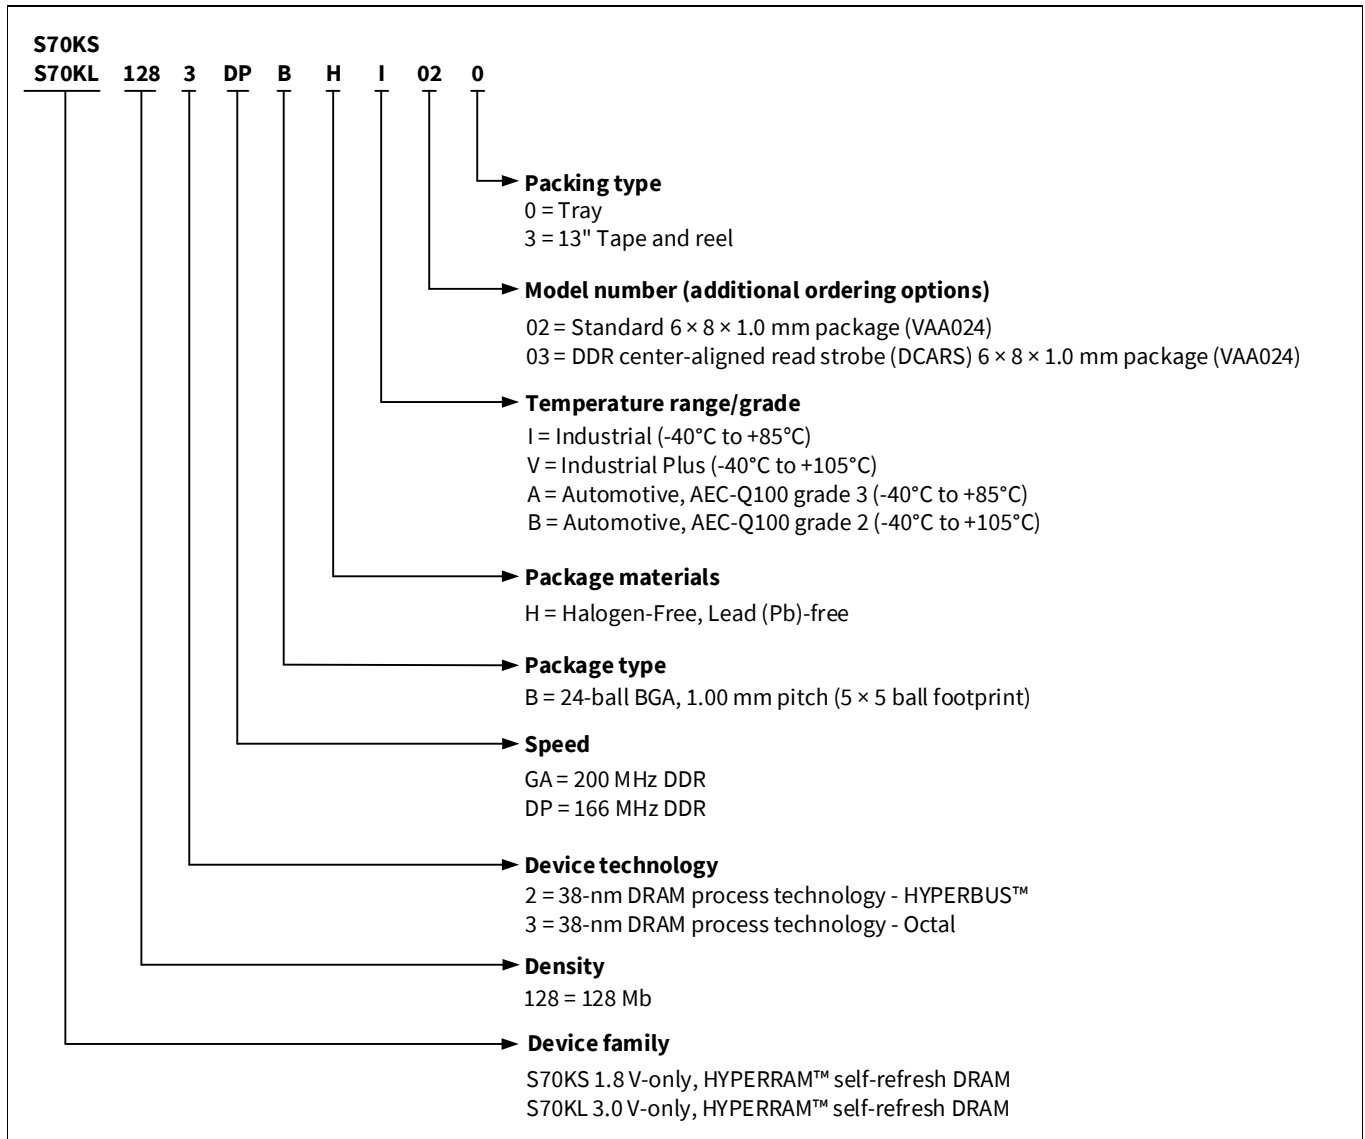 S70KS
S70KL 128 3 DP B H I 02 0
Packing type
0 = Tray
3 = 13" Tape and reel
Model number (additional ordering options)
02 = Standard 6 × 8 × 1.0 mm package (VAA024)
03 = DDR center-aligned read strobe (DCARS) 6 × 8 × 1.0 mm package (VAA024)
Temperature range/grade
I = Industrial (-40°C to +85°C)
V = Industrial Plus (-40°C to +105°C)
A = Automotive, AEC-Q100 grade 3 (-40°C to +85°C)
B = Automotive, AEC-Q100 grade 2 (-40°C to +105°C)
Package materials
H = Halogen-Free, Lead (Pb)-free
Package type
B = 24-ball BGA, 1.00 mm pitch (5 × 5 ball footprint)
Speed
GA = 200 MHz DDR
DP = 166 MHz DDR
Device technology
2 = 38-nm DRAM process technology - HYPERBUS™
3 = 38-nm DRAM process technology - Octal
Density
128 = 128 Mb
Device family
S70KS 1.8 V-only, HYPERRAM™ self-refresh DRAM
S70KL 3.0 V-only, HYPERRAM™ self-refresh DRAM